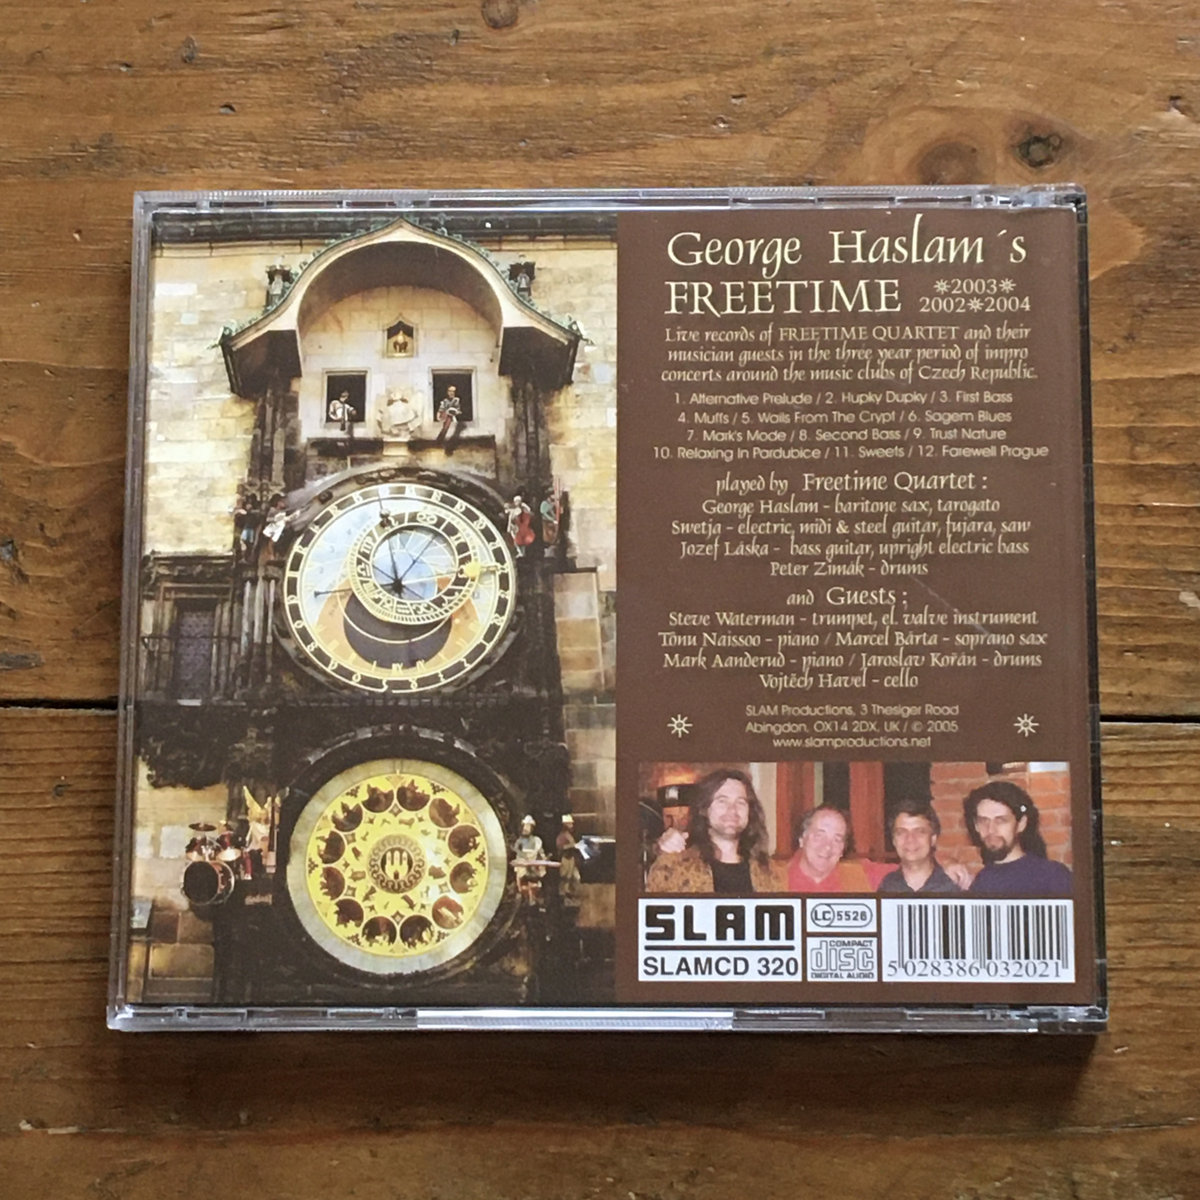 George Haslam´s
FREETIME ✵2003✵
2002✵2004
Live records of FREETIME QUARTET and their
musician guests in the three year period of impro
concerts around the music clubs of Czech Republic.
1. Alternative Prelude / 2. Hupky Dupky / 3. First Bass
4. Muffs / 5. Wails From The Crypt / 6. Sagem Blues
7. Mark's Mode / 8. Second Bass / 9. Trust Nature
10. Relaxing In Pardubice / 11. Sweets / 12. Farewell Prague
played by Freetime Quartet :
George Haslam - baritone sax, tarogato
Swetja - electric, midi & steel guitar, fujara, saw
Jozef Láska - bass guitar, upright electric bass
Peter Zimák - drums
and Guests :
Steve Waterman - trumpet, el. valve instrument
Tõnu Naissoo - piano / Marcel Bárta - soprano sax
Mark Aanderud - piano / Jaroslav Kořán - drums
Vojtěch Havel - cello
SLAM Productions, 3 Thesiger Road
Abingdon, OX14 2DX, UK / © 2005
www.slamproductions.net
SLAM
SLAMCD 320
LC 5526
COMPACT
disc
DIGITAL AUDIO
5 028386 032021